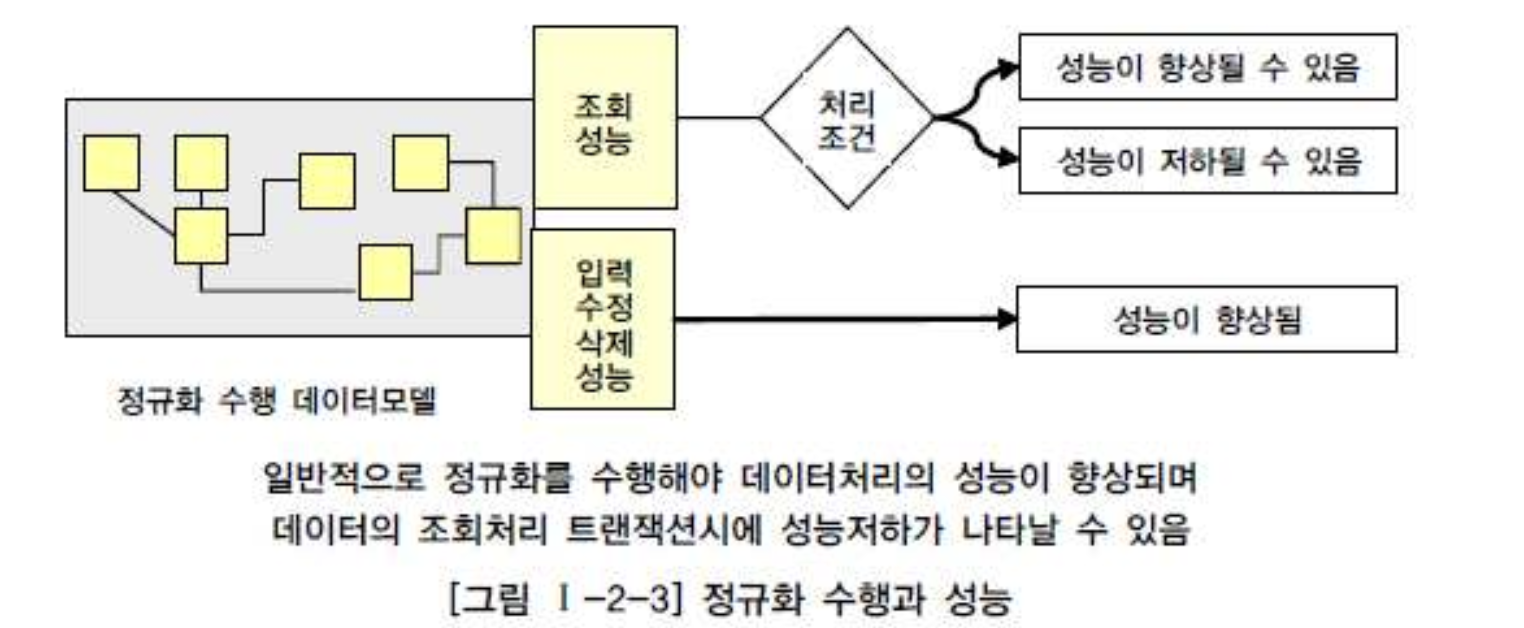 조회
성능
처리
조건
성능이 향상될 수 있음
성능이 저하될 수 있음
입력
수정
삭제
성능
성능이 향상됨
정규화 수행 데이터모델
일반적으로 정규화를 수행해야 데이터처리의 성능이 향상되며
데이터의 조회처리 트랜잭션시에 성능저하가 나타날 수 있음
[그림 Ⅰ-2-3] 정규화 수행과 성능